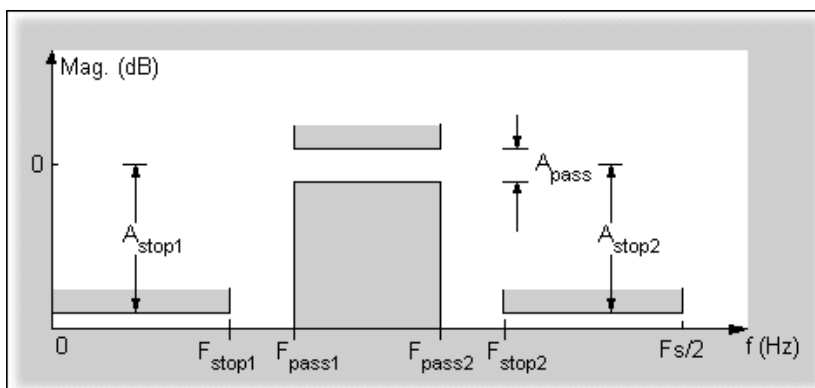 Mag. (dB)
0
A_pass
A_stop1
A_stop2
0
F_stop1
F_pass1
F_pass2
F_stop2
Fs/2
f (Hz)